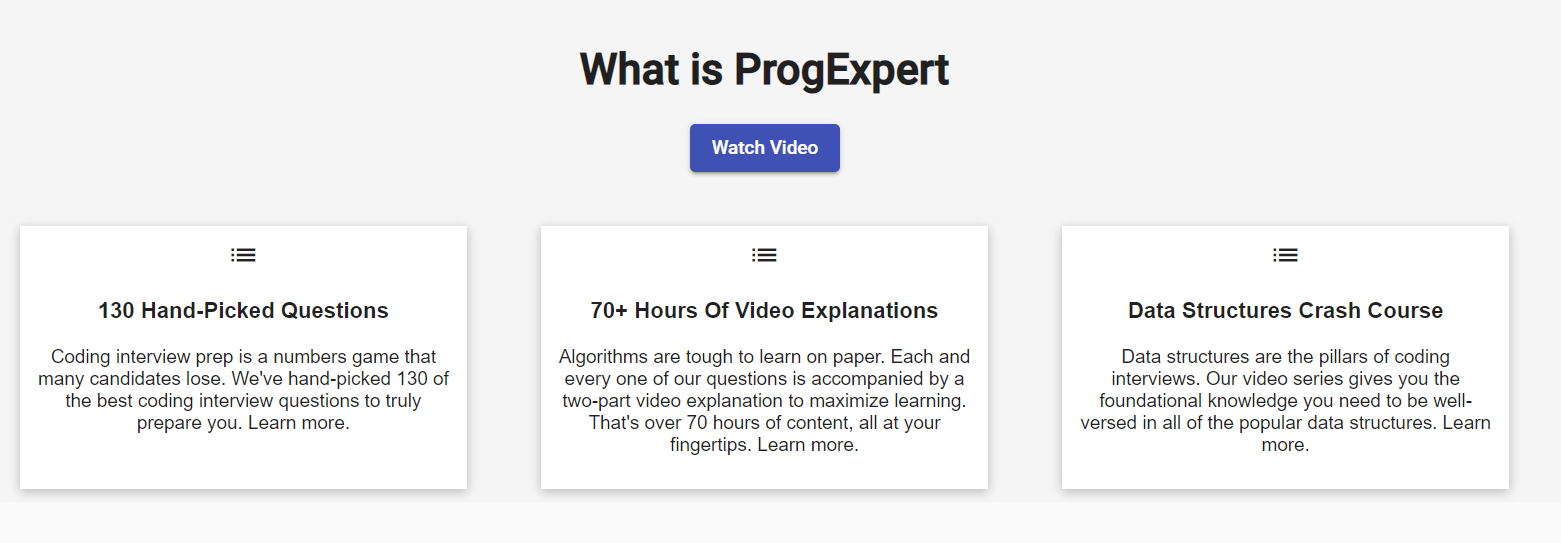 What is ProgExpert
Watch Video
130 Hand-Picked Questions
Coding interview prep is a numbers game that
many candidates lose. We've hand-picked 130 of
the best coding interview questions to truly
prepare you. Learn more.
70+ Hours Of Video Explanations
Algorithms are tough to learn on paper. Each and
every one of our questions is accompanied by a
two-part video explanation to maximize learning.
That's over 70 hours of content, all at your
fingertips. Learn more.
Data Structures Crash Course
Data structures are the pillars of coding
interviews. Our video series gives you the
foundational knowledge you need to be well-
versed in all of the popular data structures. Learn
more.